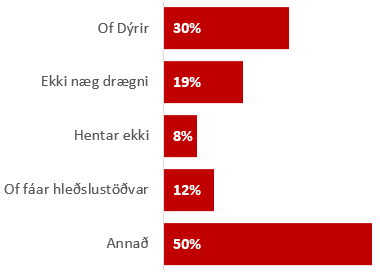 Of Dýrir 30%
Ekki næg drægni 19%
Hentar ekki 8%
Of fáar hleðslustöðvar 12%
Annað 50%